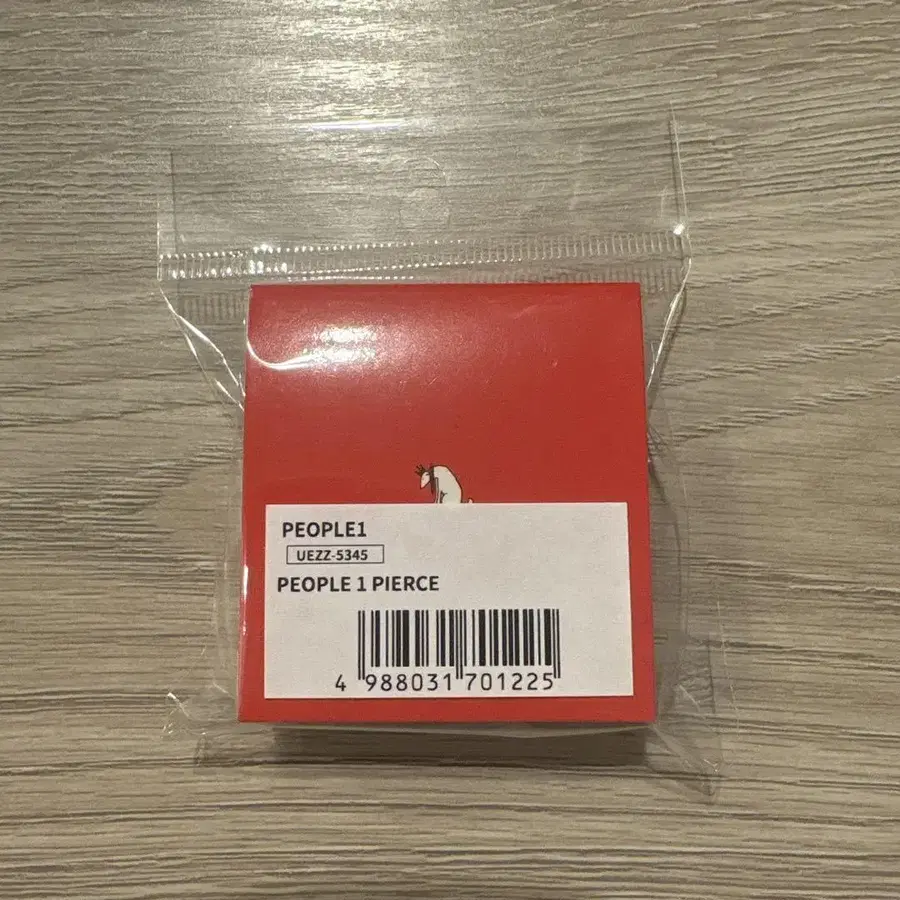 PEOPLE1
UEZZ-5345
PEOPLE 1 PIERCE
4 988031 701225